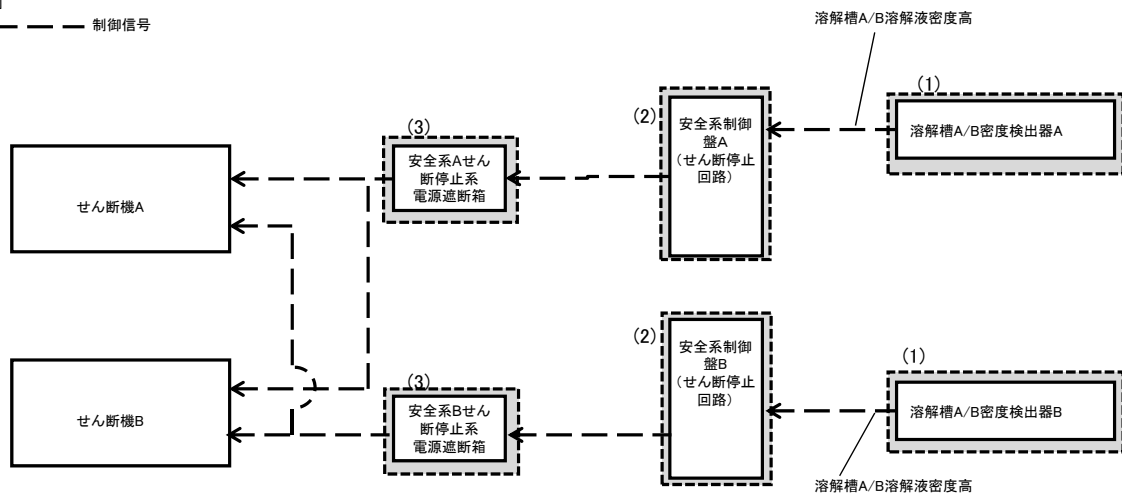 制御信号
溶解槽A/B溶解液密度高
(1)
溶解槽A/B密度検出器A
(2)
安全系制御
盤A
(せん断停止
回路)
(3)
安全系Aせん
断停止系
電源遮断箱
せん断機A
(2)
安全系制御
盤B
(せん断停止
回路)
(1)
溶解槽A/B密度検出器B
(3)
安全系Bせん
断停止系
電源遮断箱
せん断機B
溶解槽A/B溶解液密度高